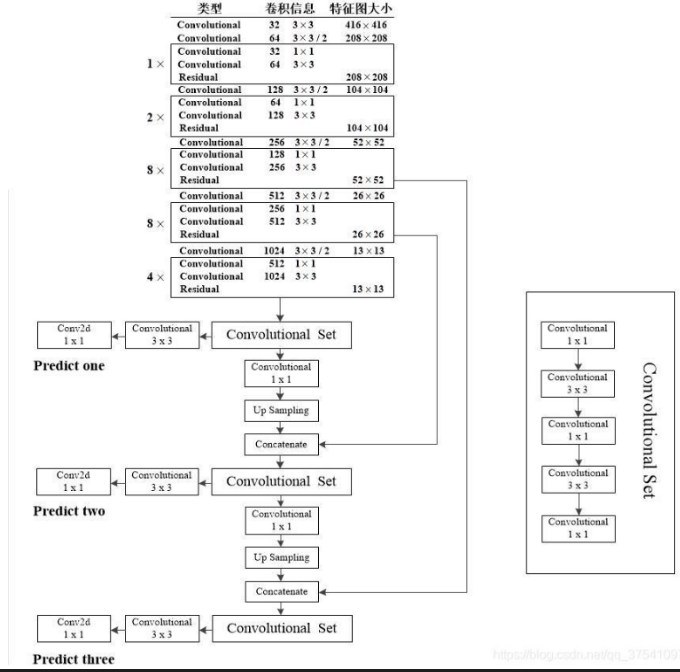 类型 卷积信息 特征图大小
Convolutional 32 3×3 416×416
Convolutional 64 3×3/2 208×208
1× Convolutional 32 1×1
Convolutional 64 3×3
Residual 208×208
Convolutional 128 3×3/2 104×104
2× Convolutional 64 1×1
Convolutional 128 3×3
Residual 104×104
Convolutional 256 3×3/2 52×52
8× Convolutional 128 1×1
Convolutional 256 3×3
Residual 52×52
Convolutional 512 3×3/2 26×26
8× Convolutional 256 1×1
Convolutional 512 3×3
Residual 26×26
Convolutional 1024 3×3/2 13×13
4× Convolutional 512 1×1
Convolutional 1024 3×3
Residual 13×13
Convolutional Set
Convolutional
3 x 3
Conv2d
1 x 1
Predict one
Convolutional
1 x 1
Up Sampling
Concatenate
Convolutional Set
Convolutional
3 x 3
Conv2d
1 x 1
Predict two
Convolutional
1 x 1
Up Sampling
Concatenate
Convolutional Set
Convolutional
3 x 3
Conv2d
1 x 1
Predict three
Convolutional
1 x 1
Convolutional
3 x 3
Convolutional
1 x 1
Convolutional
3 x 3
Convolutional
1 x 1
Convolutional Set
https://blog.csdn.net/qq_37541097